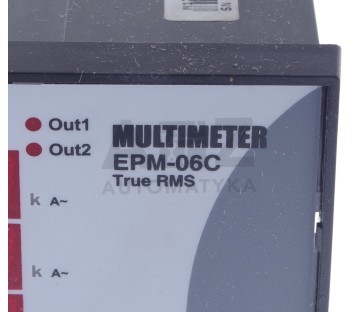 Out1
Out2
MULTIMETER
EPM-06C
True RMS
AUTOMATYKA
k A~
k A~